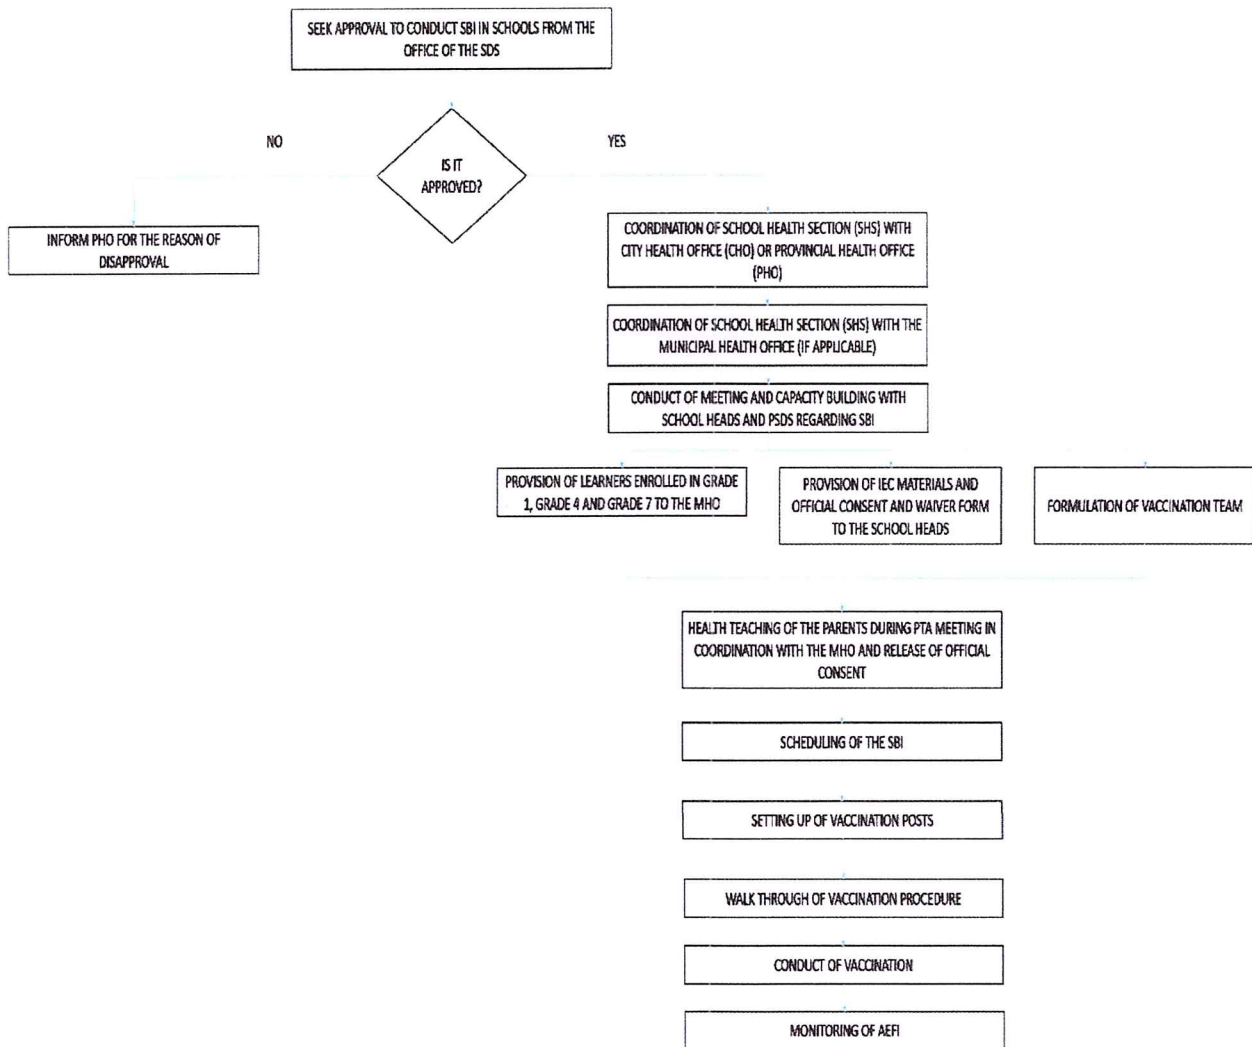 SEEK APPROVAL TO CONDUCT SBI IN SCHOOLS FROM THE
OFFICE OF THE SDS
NO
YES
IS IT
APPROVED?
INFORM PHO FOR THE REASON OF
DISAPPROVAL
COORDINATION OF SCHOOL HEALTH SECTION (SHS) WITH
CITY HEALTH OFFICE (CHO) OR PROVINCIAL HEALTH OFFICE
(PHO)
COORDINATION OF SCHOOL HEALTH SECTION (SHS) WITH THE
MUNICIPAL HEALTH OFFICE (IF APPLICABLE)
CONDUCT OF MEETING AND CAPACITY BUILDING WITH
SCHOOL HEADS AND PSDS REGARDING SBI
PROVISION OF LEARNERS ENROLLED IN GRADE
1, GRADE 4 AND GRADE 7 TO THE MHO
PROVISION OF IEC MATERIALS AND
OFFICIAL CONSENT AND WAIVER FORM
TO THE SCHOOL HEADS
FORMULATION OF VACCINATION TEAM
HEALTH TEACHING OF THE PARENTS DURING PTA MEETING IN
COORDINATION WITH THE MHO AND RELEASE OF OFFICIAL
CONSENT
SCHEDULING OF THE SBI
SETTING UP OF VACCINATION POSTS
WALK THROUGH OF VACCINATION PROCEDURE
CONDUCT OF VACCINATION
MONITORING OF AEFI